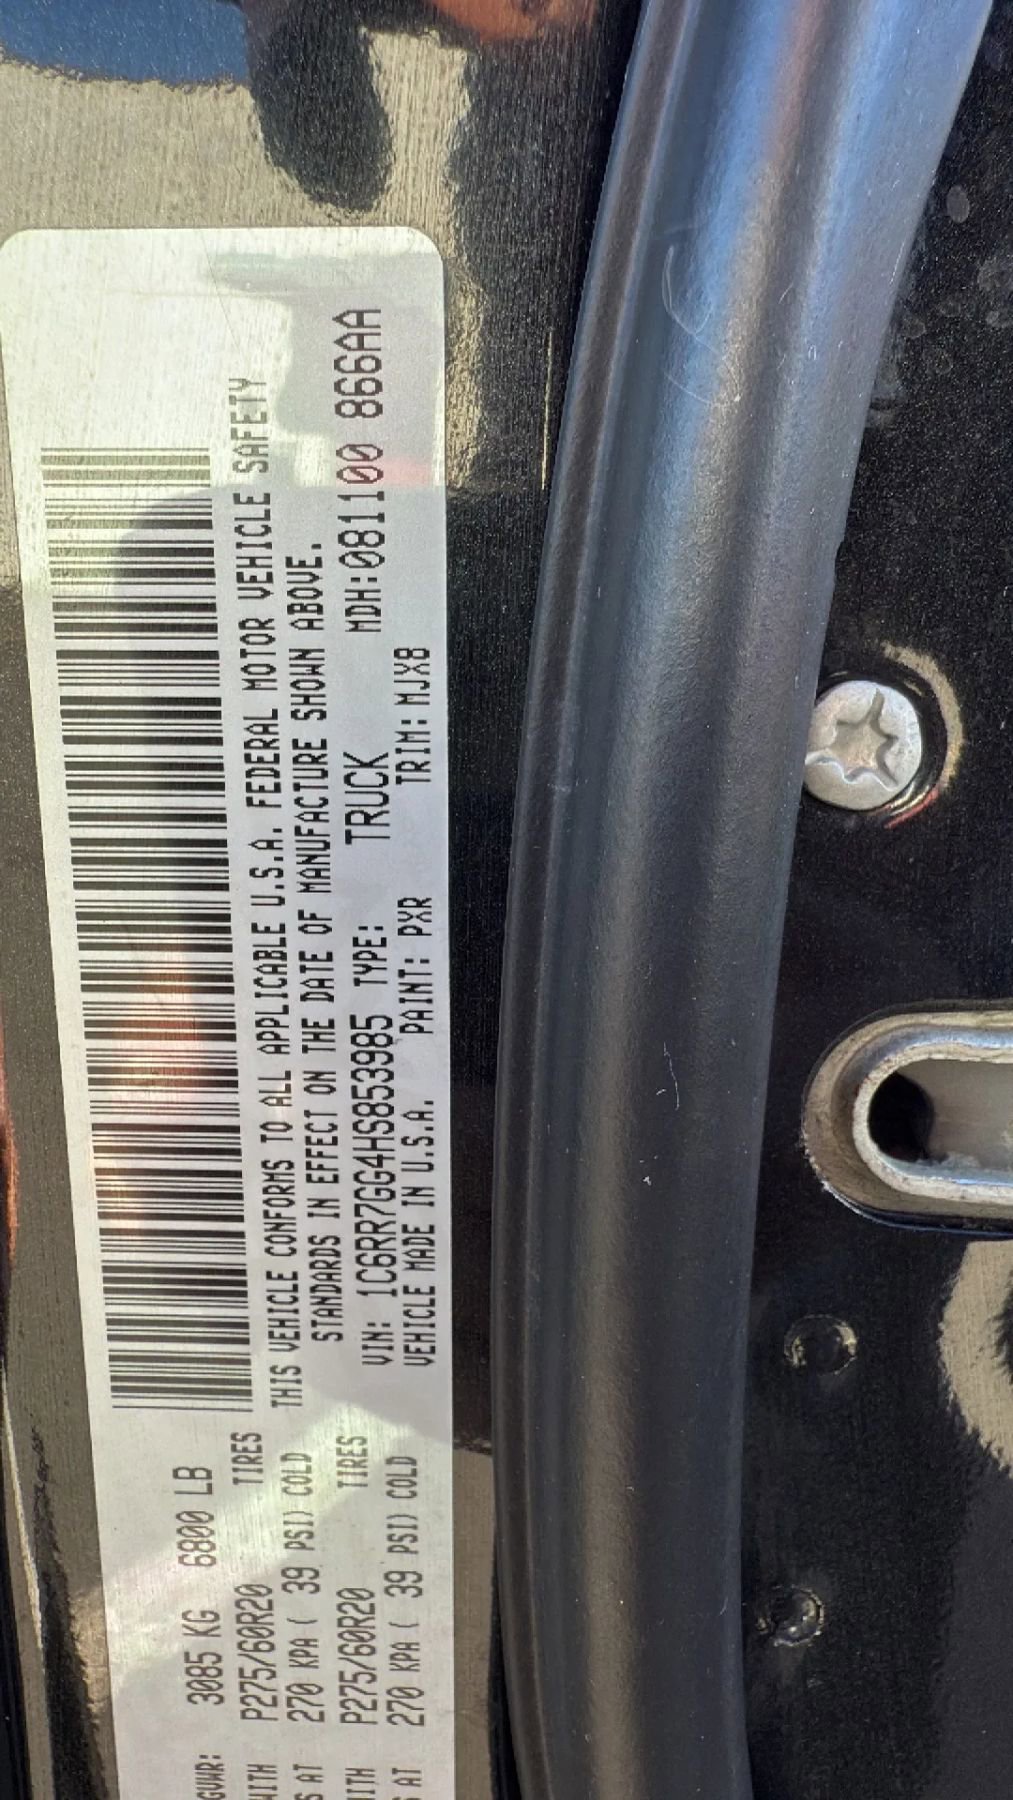 GVWR: 3085 KG 6800 LB
WITH P275/60R20 TIRES
S AT 270 KPA ( 39 PSI) COLD
WITH P275/60R20 TIRES
S AT 270 KPA ( 39 PSI) COLD
THIS VEHICLE CONFORMS TO ALL APPLICABLE U.S.A. FEDERAL MOTOR VEHICLE SAFETY
STANDARDS IN EFFECT ON THE DATE OF MANUFACTURE SHOWN ABOVE.
VIN: 1C6RR7GG4HS853985 TYPE: TRUCK MDH:081100 866AA
VEHICLE MADE IN U.S.A. PAINT: PXR TRIM: MJX8